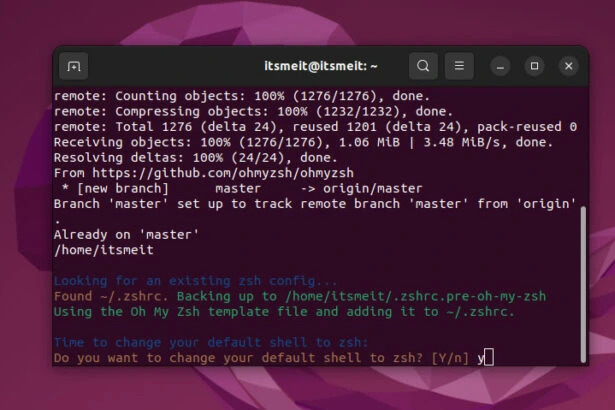 itsmeit@itsmeit: ~
remote: Counting objects: 100% (1276/1276), done.
remote: Compressing objects: 100% (1232/1232), done.
remote: Total 1276 (delta 24), reused 1201 (delta 24), pack-reused 0
Receiving objects: 100% (1276/1276), 1.06 MiB | 3.48 MiB/s, done.
Resolving deltas: 100% (24/24), done.
From https://github.com/ohmyzsh/ohmyzsh
 * [new branch]      master     -> origin/master
Branch 'master' set up to track remote branch 'master' from 'origin'
.
Already on 'master'
/home/itsmeit
Looking for an existing zsh config...
Found ~/.zshrc. Backing up to /home/itsmeit/.zshrc.pre-oh-my-zsh
Using the Oh My Zsh template file and adding it to ~/.zshrc.
Time to change your default shell to zsh:
Do you want to change your default shell to zsh? [Y/n] y